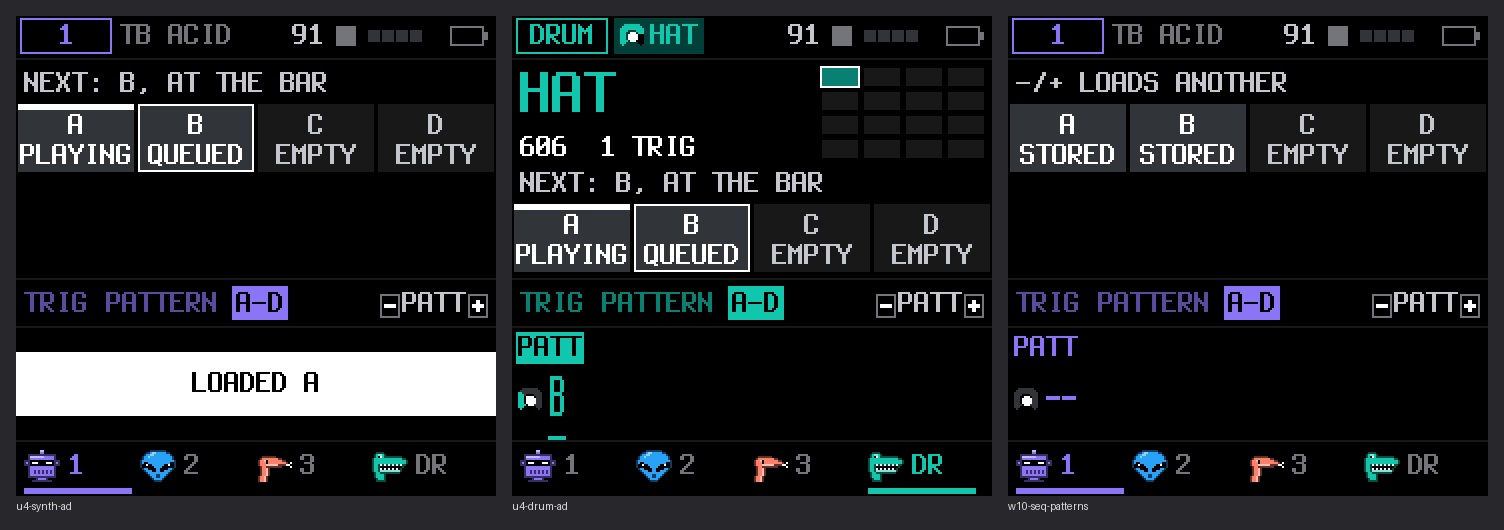 1 TB ACID 91
NEXT: B, AT THE BAR
A B C D
PLAYING QUEUED EMPTY EMPTY
TRIG PATTERN A-D -PATT+
LOADED A
1 2 3 DR
u4-synth-ad
DRUM HAT 91
HAT
606 1 TRIG
NEXT: B, AT THE BAR
A B C D
PLAYING QUEUED EMPTY EMPTY
TRIG PATTERN A-D -PATT+
PATT
B
1 2 3 DR
u4-drum-ad
1 TB ACID 91
-/+ LOADS ANOTHER
A B C D
STORED STORED EMPTY EMPTY
TRIG PATTERN A-D -PATT+
PATT
--
1 2 3 DR
w10-seq-patterns